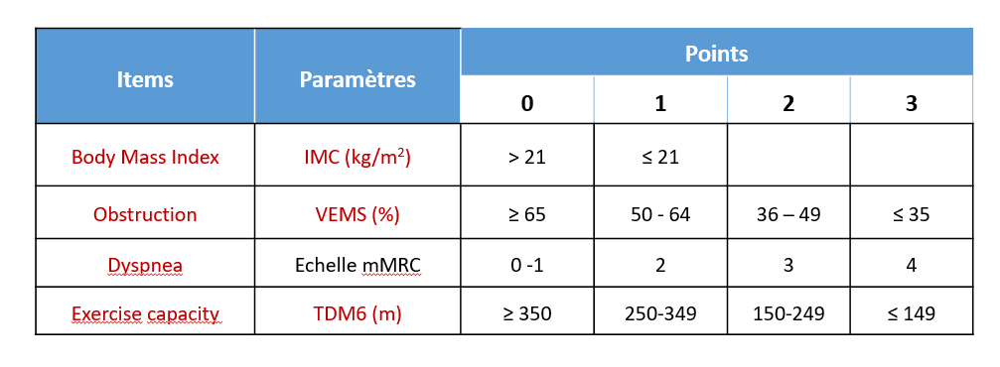 Items Paramètres Points
0 1 2 3
Body Mass Index IMC (kg/m²) > 21 ≤ 21
Obstruction VEMS (%) ≥ 65 50 - 64 36 – 49 ≤ 35
Dyspnea Echelle mMRC 0 -1 2 3 4
Exercise capacity TDM6 (m) ≥ 350 250-349 150-249 ≤ 149